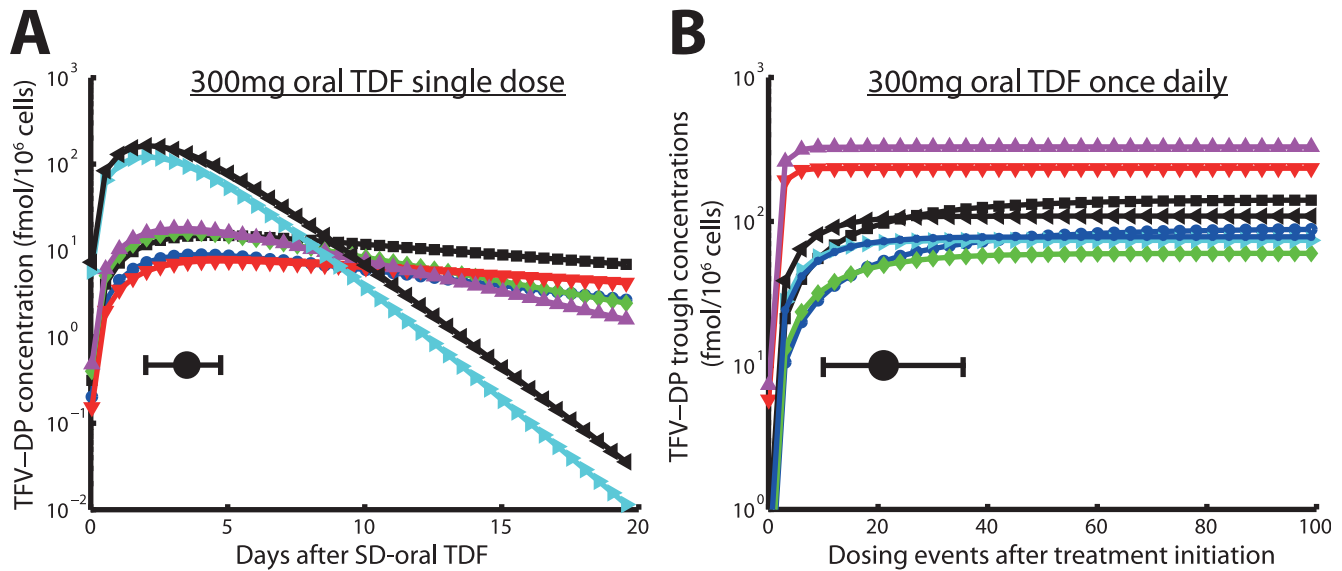 A
300mg oral TDF single dose
TFV–DP concentration (fmol/10⁶ cells)
10³
10²
10¹
10⁰
10⁻¹
10⁻²
0
5
10
15
20
Days after SD-oral TDF
B
300mg oral TDF once daily
TFV–DP trough concentrations
(fmol/10⁶ cells)
10³
10²
10¹
10⁰
0
20
40
60
80
100
Dosing events after treatment initiation